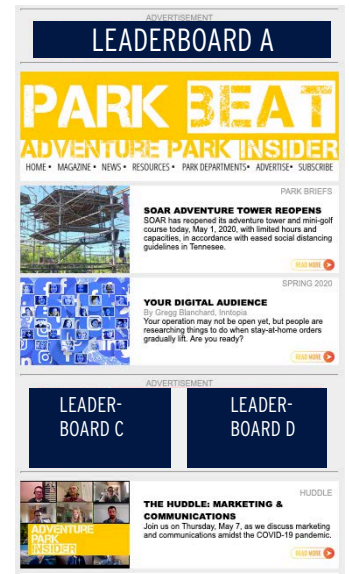 ADVERTISEMENT
LEADERBOARD A
PARK BEAT
ADVENTURE PARK INSIDER
HOME • MAGAZINE • NEWS • RESOURCES • PARK DEPARTMENTS • ADVERTISE • SUBSCRIBE
PARK BRIEFS
SOAR ADVENTURE TOWER REOPENS
SOAR has reopened its adventure tower and mini-golf
course today, May 1, 2020, with limited hours and
capacities, in accordance with eased social distancing
guidelines in Tennessee.
READ MORE
SPRING 2020
YOUR DIGITAL AUDIENCE
By Gregg Blanchard, Inntopia
Your operation may not be open yet, but people are
researching things to do when stay-at-home orders
gradually lift. Are you ready?
READ MORE
ADVERTISEMENT
LEADER-
BOARD C
LEADER-
BOARD D
HUDDLE
ADVENTURE
PARK
INSIDER
THE HUDDLE: MARKETING &
COMMUNICATIONS
Join us on Thursday, May 7, as we discuss marketing
and communications amidst the COVID-19 pandemic.
READ MORE